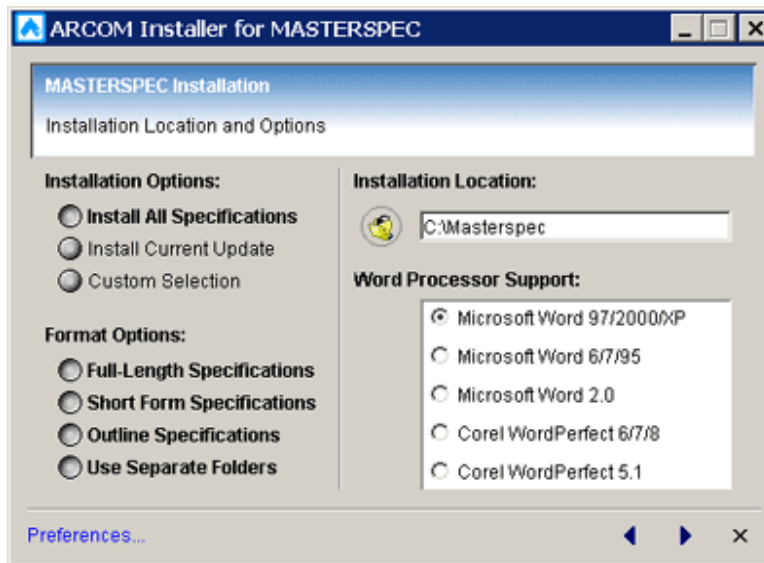 ARCOM Installer for MASTERSPEC
MASTERSPEC Installation
Installation Location and Options
Installation Options:
Install All Specifications
Install Current Update
Custom Selection
Format Options:
Full-Length Specifications
Short Form Specifications
Outline Specifications
Use Separate Folders
Installation Location:
C:\Masterspec
Word Processor Support:
Microsoft Word 97/2000/XP
Microsoft Word 6/7/95
Microsoft Word 2.0
Corel WordPerfect 6/7/8
Corel WordPerfect 5.1
Preferences...